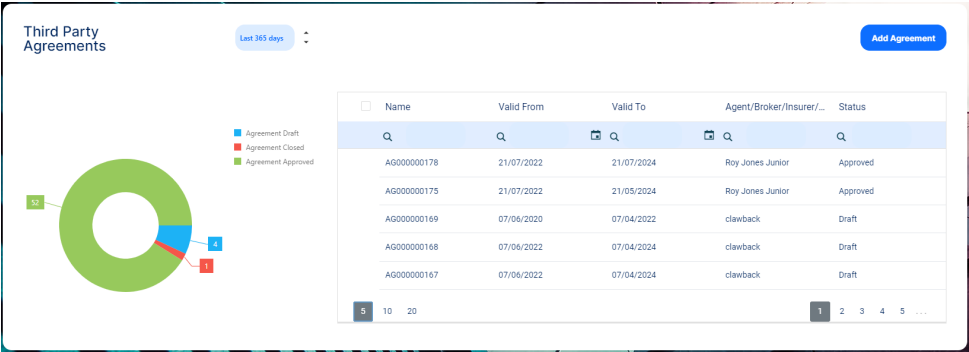 Third Party
Agreements
Last 365 days
Add Agreement
Agreement Draft
Agreement Closed
Agreement Approved
52
4
1
Name Valid From Valid To Agent/Broker/Insurer/... Status
AG000000178 21/07/2022 21/07/2024 Roy Jones Junior Approved
AG000000175 21/07/2022 21/05/2024 Roy Jones Junior Approved
AG000000169 07/06/2020 07/04/2022 clawback Draft
AG000000168 07/06/2022 07/04/2024 clawback Draft
AG000000167 07/06/2022 07/04/2024 clawback Draft
5 10 20 1 2 3 4 5 ...